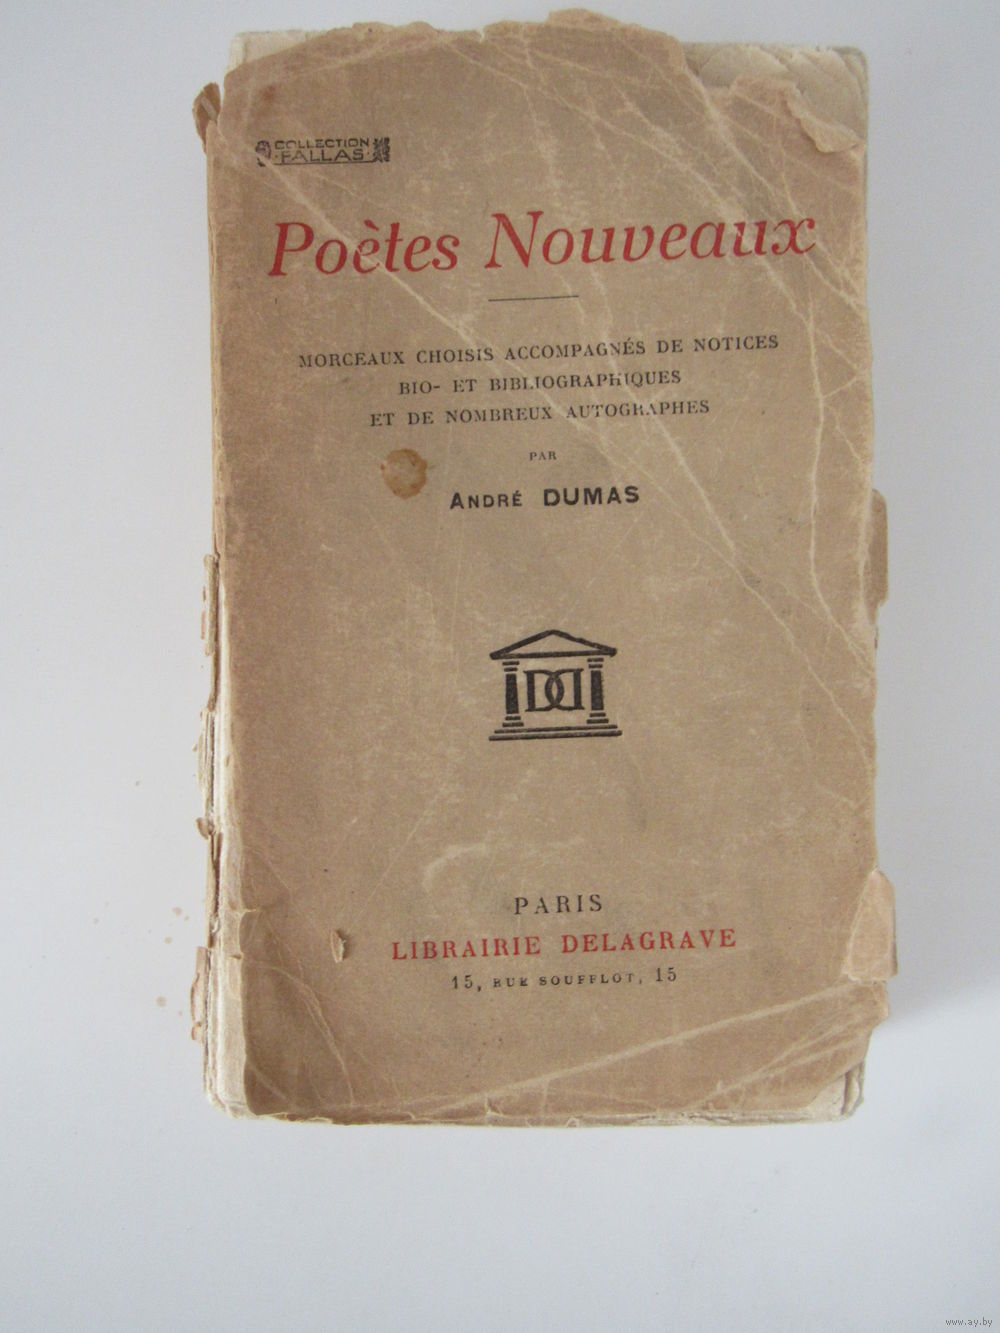 COLLECTION
PALLAS
Poètes Nouveaux
MORCEAUX CHOISIS ACCOMPAGNÉS DE NOTICES
BIO- ET BIBLIOGRAPHIQUES
ET DE NOMBREUX AUTOGRAPHES
PAR
ANDRÉ DUMAS
PARIS
LIBRAIRIE DELAGRAVE
15, RUE SOUFFLOT, 15
www.ay.by